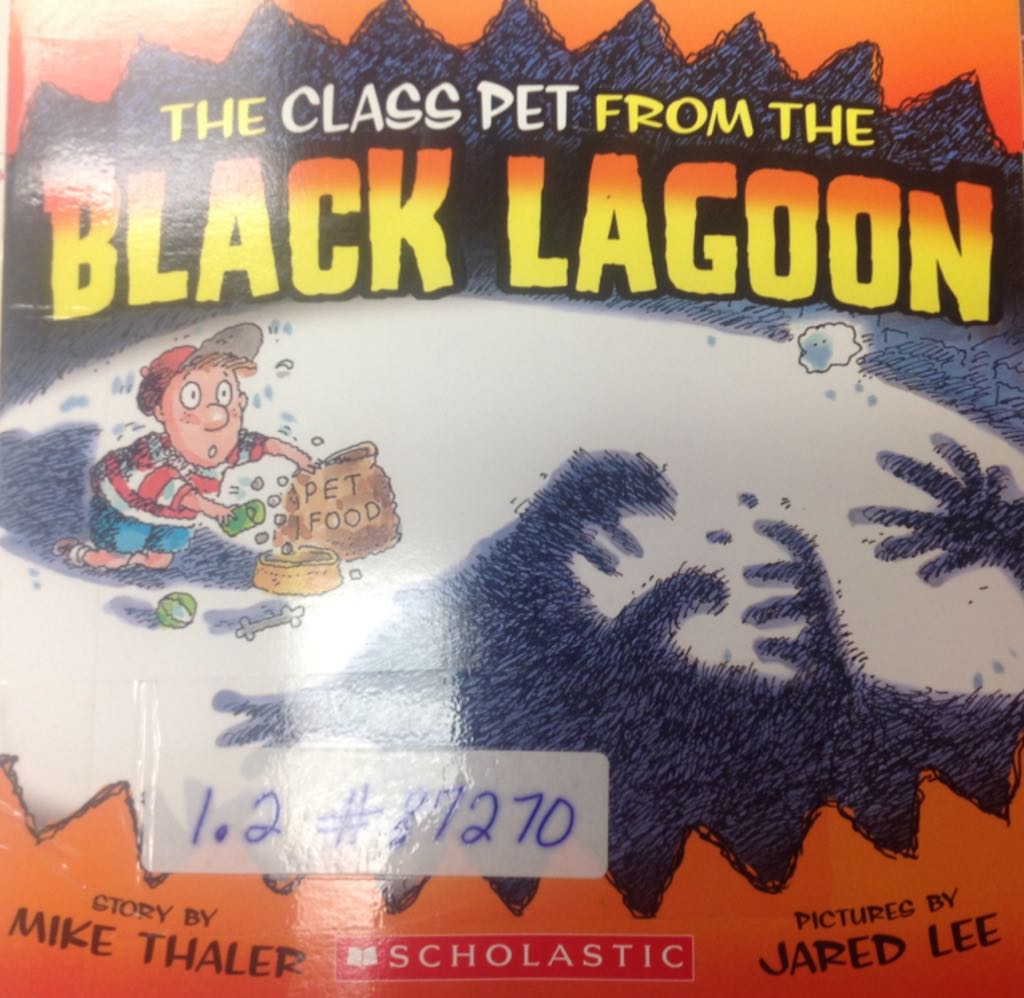 THE CLASS PET FROM THE
BLACK LAGOON
PET
FOOD
1.2 #87270
STORY BY
MIKE THALER
PICTURES BY
JARED LEE
SCHOLASTIC